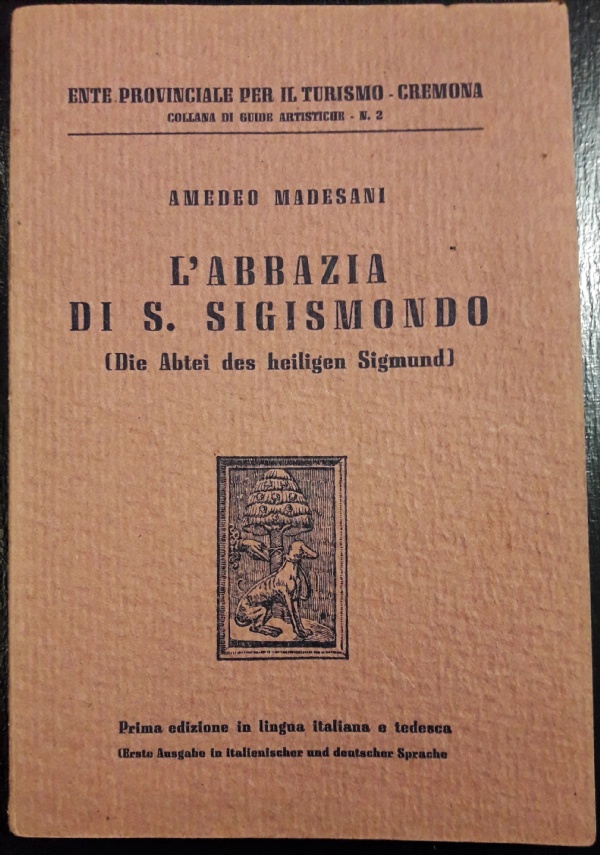 ENTE PROVINCIALE PER IL TURISMO - CREMONA
COLLANA DI GUIDE ARTISTICHE - N. 2
AMEDEO MADESANI
L'ABBAZIA
DI S. SIGISMONDO
(Die Abtei des heiligen Sigmund)
Prima edizione in lingua italiana e tedesca
(Erste Ausgabe in italienischer und deutscher Sprache